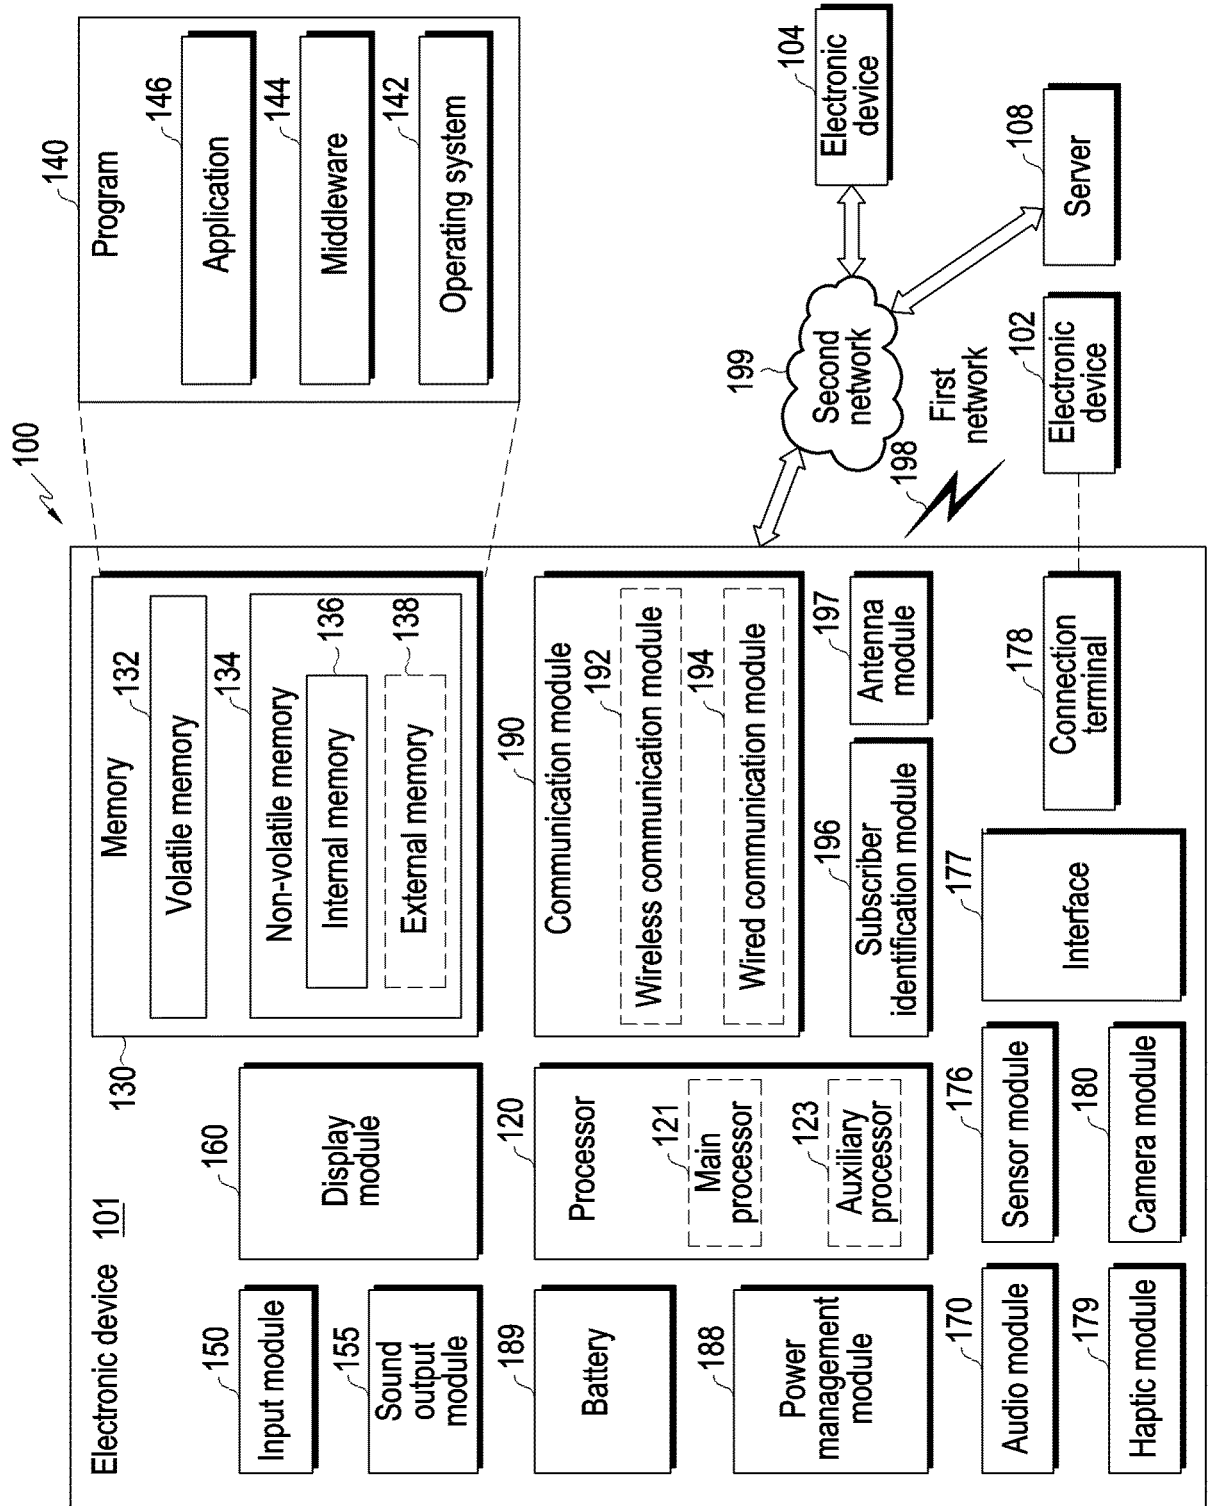 100
Electronic device 101
150
Input module
155
Sound
output
module
189
Battery
188
Power
management
module
170
Audio module
179
Haptic module
160
Display
module
120
Processor
121
Main
processor
123
Auxiliary
processor
176
Sensor module
180
Camera module
130
Memory
132
Volatile memory
134
Non-volatile memory
136
Internal memory
138
External memory
190
Communication module
192
Wireless communication module
194
Wired communication module
196
Subscriber
identification module
197
Antenna
module
177
Interface
178
Connection
terminal
140
Program
146
Application
144
Middleware
142
Operating system
199
Second
network
198
First
network
104
Electronic
device
108
Server
102
Electronic
device